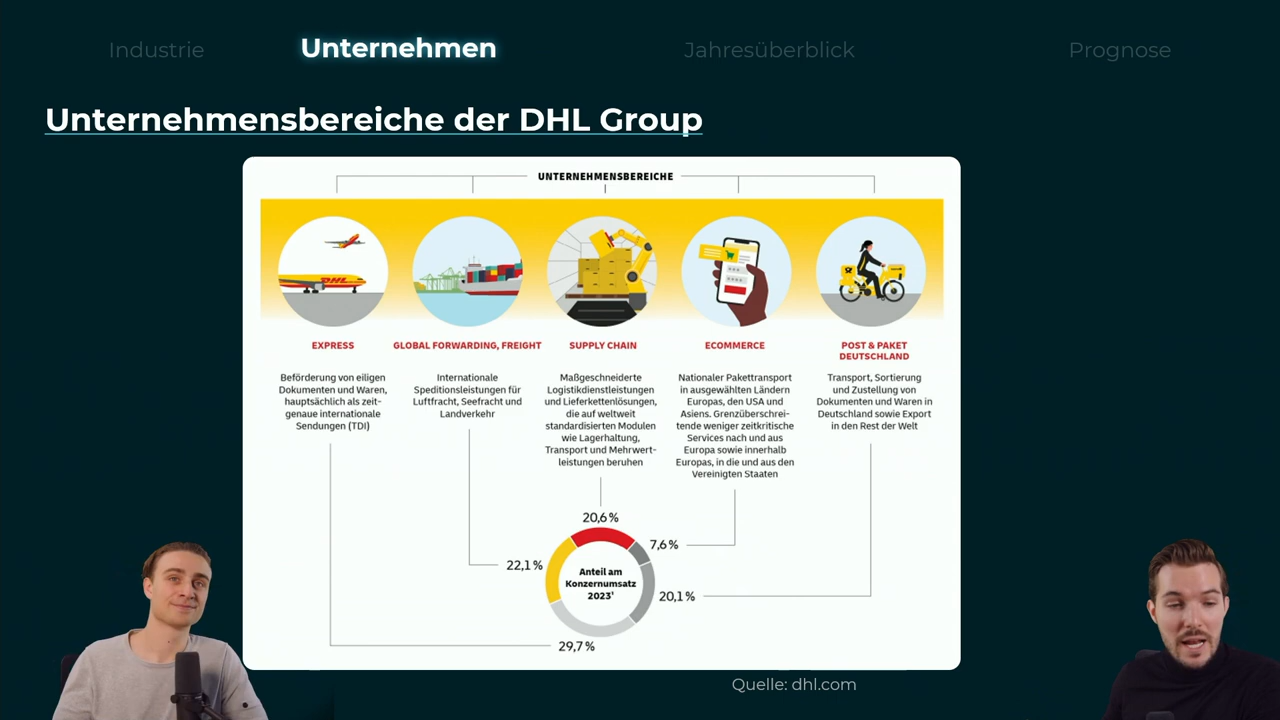 Industrie
Unternehmen
Jahresüberblick
Prognose
Unternehmensbereiche der DHL Group
UNTERNEHMENSBEREICHE
DHL
EXPRESS
Beförderung von eiligen
Dokumenten und Waren,
hauptsächlich als zeit-
genaue internationale
Sendungen (TDI)
GLOBAL FORWARDING, FREIGHT
Internationale
Speditionsleistungen für
Luftfracht, Seefracht und
Landverkehr
SUPPLY CHAIN
Maßgeschneiderte
Logistikdienstleistungen
und Lieferkettenlösungen,
die auf weltweit
standardisierten Modulen
wie Lagerhaltung,
Transport und Mehrwert-
leistungen beruhen
ECOMMERCE
Nationaler Pakettransport
in ausgewählten Ländern
Europas, den USA und
Asiens. Grenzüberschrei-
tende weniger zeitkritische
Services nach und aus
Europa sowie innerhalb
Europas, in die und aus den
Vereinigten Staaten
POST & PAKET
DEUTSCHLAND
Transport, Sortierung
und Zustellung von
Dokumenten und Waren in
Deutschland sowie Export
in den Rest der Welt
20,6 %
7,6 %
22,1 %
Anteil am
Konzernumsatz
2023¹
20,1 %
29,7 %
Quelle: dhl.com